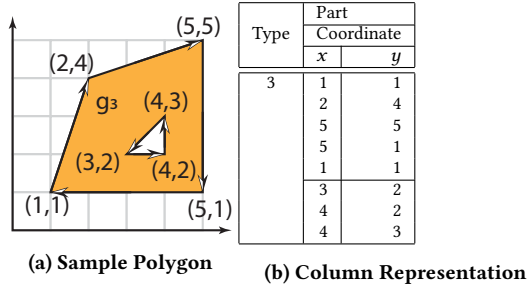 (5,5)
(2,4)
g₃
(4,3)
(3,2)
(4,2)
(1,1)
(5,1)
(a) Sample Polygon
Part
Type Coordinate
x y
3 1 1
2 4
5 5
5 1
1 1
3 2
4 2
4 3
(b) Column Representation